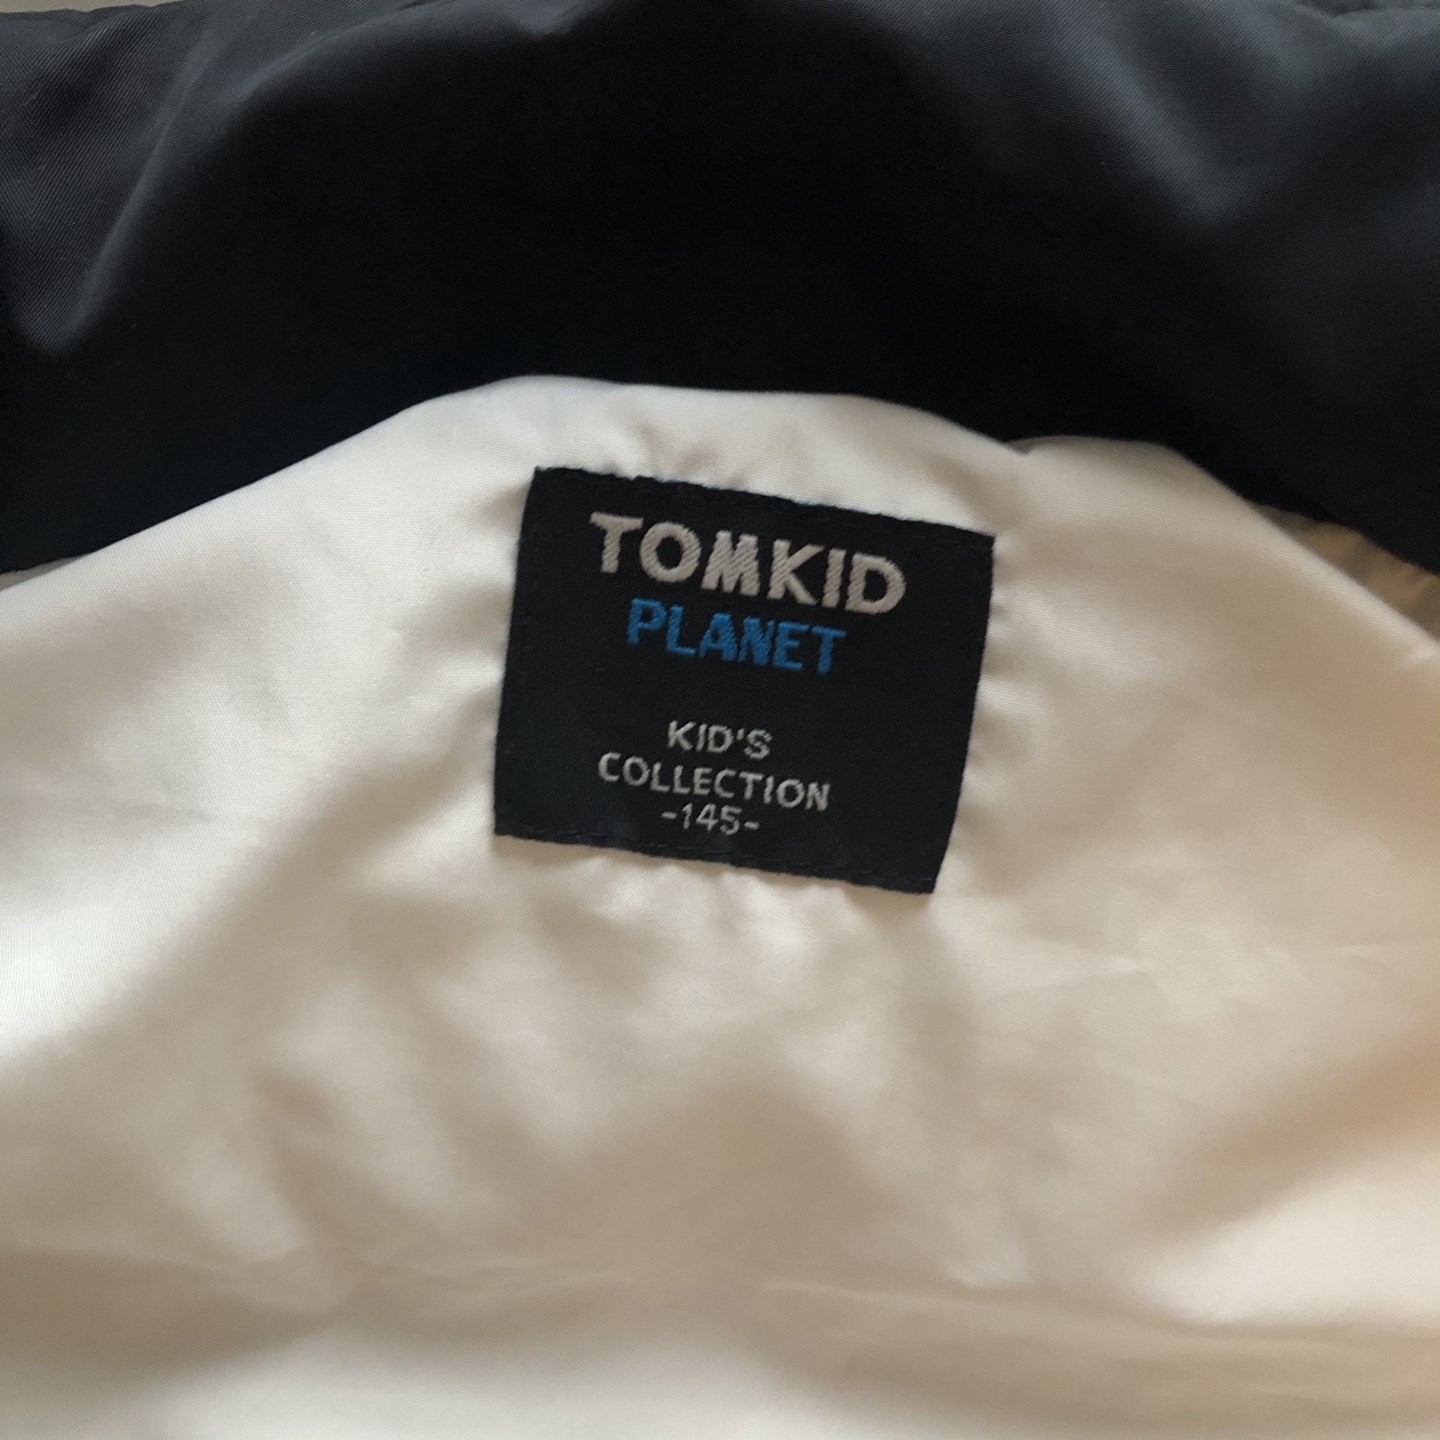 TOMKID
PLANET
KID'S
COLLECTION
-145-